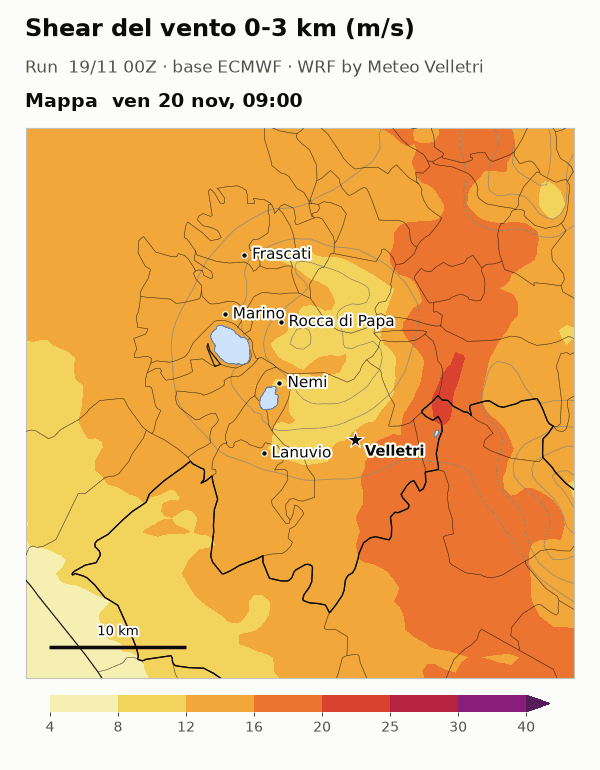 Shear del vento 0-3 km (m/s)
Run  19/11 00Z · base ECMWF · WRF by Meteo Velletri
Mappa  ven 20 nov, 09:00
Frascati
Marino
Rocca di Papa
Nemi
Velletri
Lanuvio
10 km
4 8 12 16 20 25 30 40